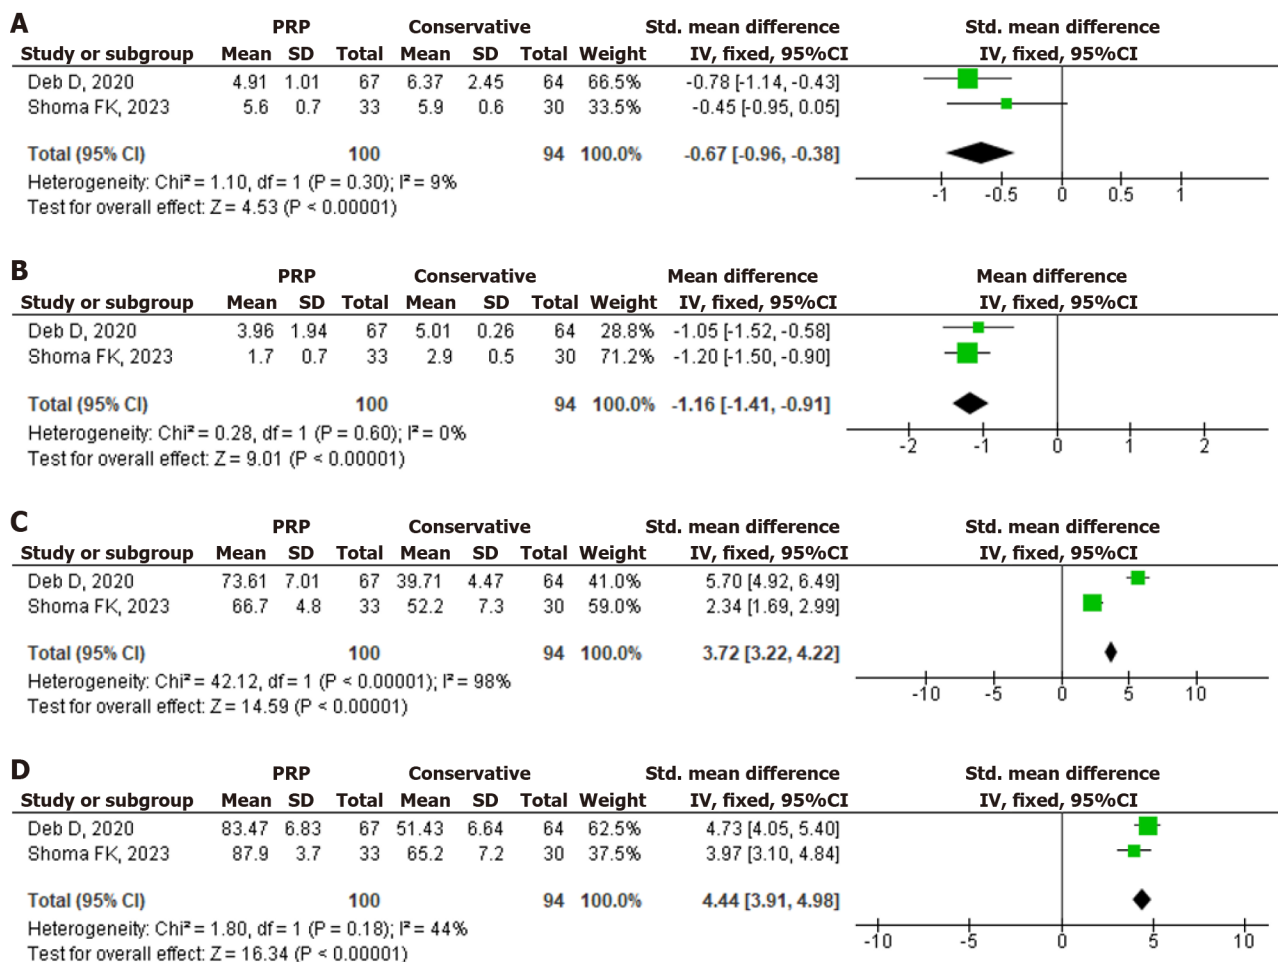 A
PRP Conservative Std. mean difference Std. mean difference
Study or subgroup Mean SD Total Mean SD Total Weight IV, fixed, 95%CI IV, fixed, 95%CI
Deb D, 2020 4.91 1.01 67 6.37 2.45 64 66.5% -0.78 [-1.14, -0.43]
Shoma FK, 2023 5.6 0.7 33 5.9 0.6 30 33.5% -0.45 [-0.95, 0.05]
Total (95% CI) 100 94 100.0% -0.67 [-0.96, -0.38]
Heterogeneity: Chi² = 1.10, df = 1 (P = 0.30); I² = 9%
Test for overall effect: Z = 4.53 (P < 0.00001)
-1 -0.5 0 0.5 1
B
PRP Conservative Mean difference Mean difference
Study or subgroup Mean SD Total Mean SD Total Weight IV, fixed, 95%CI IV, fixed, 95%CI
Deb D, 2020 3.96 1.94 67 5.01 0.26 64 28.8% -1.05 [-1.52, -0.58]
Shoma FK, 2023 1.7 0.7 33 2.9 0.5 30 71.2% -1.20 [-1.50, -0.90]
Total (95% CI) 100 94 100.0% -1.16 [-1.41, -0.91]
Heterogeneity: Chi² = 0.28, df = 1 (P = 0.60); I² = 0%
Test for overall effect: Z = 9.01 (P < 0.00001)
-2 -1 0 1 2
C
PRP Conservative Std. mean difference Std. mean difference
Study or subgroup Mean SD Total Mean SD Total Weight IV, fixed, 95%CI IV, fixed, 95%CI
Deb D, 2020 73.61 7.01 67 39.71 4.47 64 41.0% 5.70 [4.92, 6.49]
Shoma FK, 2023 66.7 4.8 33 52.2 7.3 30 59.0% 2.34 [1.69, 2.99]
Total (95% CI) 100 94 100.0% 3.72 [3.22, 4.22]
Heterogeneity: Chi² = 42.12, df = 1 (P < 0.00001); I² = 98%
Test for overall effect: Z = 14.59 (P < 0.00001)
-10 -5 0 5 10
D
PRP Conservative Std. mean difference Std. mean difference
Study or subgroup Mean SD Total Mean SD Total Weight IV, fixed, 95%CI IV, fixed, 95%CI
Deb D, 2020 83.47 6.83 67 51.43 6.64 64 62.5% 4.73 [4.05, 5.40]
Shoma FK, 2023 87.9 3.7 33 65.2 7.2 30 37.5% 3.97 [3.10, 4.84]
Total (95% CI) 100 94 100.0% 4.44 [3.91, 4.98]
Heterogeneity: Chi² = 1.80, df = 1 (P = 0.18); I² = 44%
Test for overall effect: Z = 16.34 (P < 0.00001)
-10 -5 0 5 10